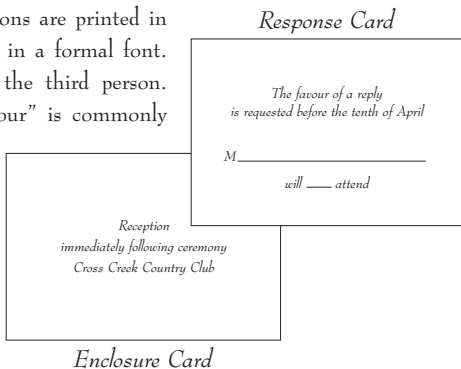 ons are printed in
in a formal font.
the third person.
our" is commonly
Response Card
The favour of a reply
is requested before the tenth of April
M
will ___ attend
Reception
immediately following ceremony
Cross Creek Country Club
Enclosure Card